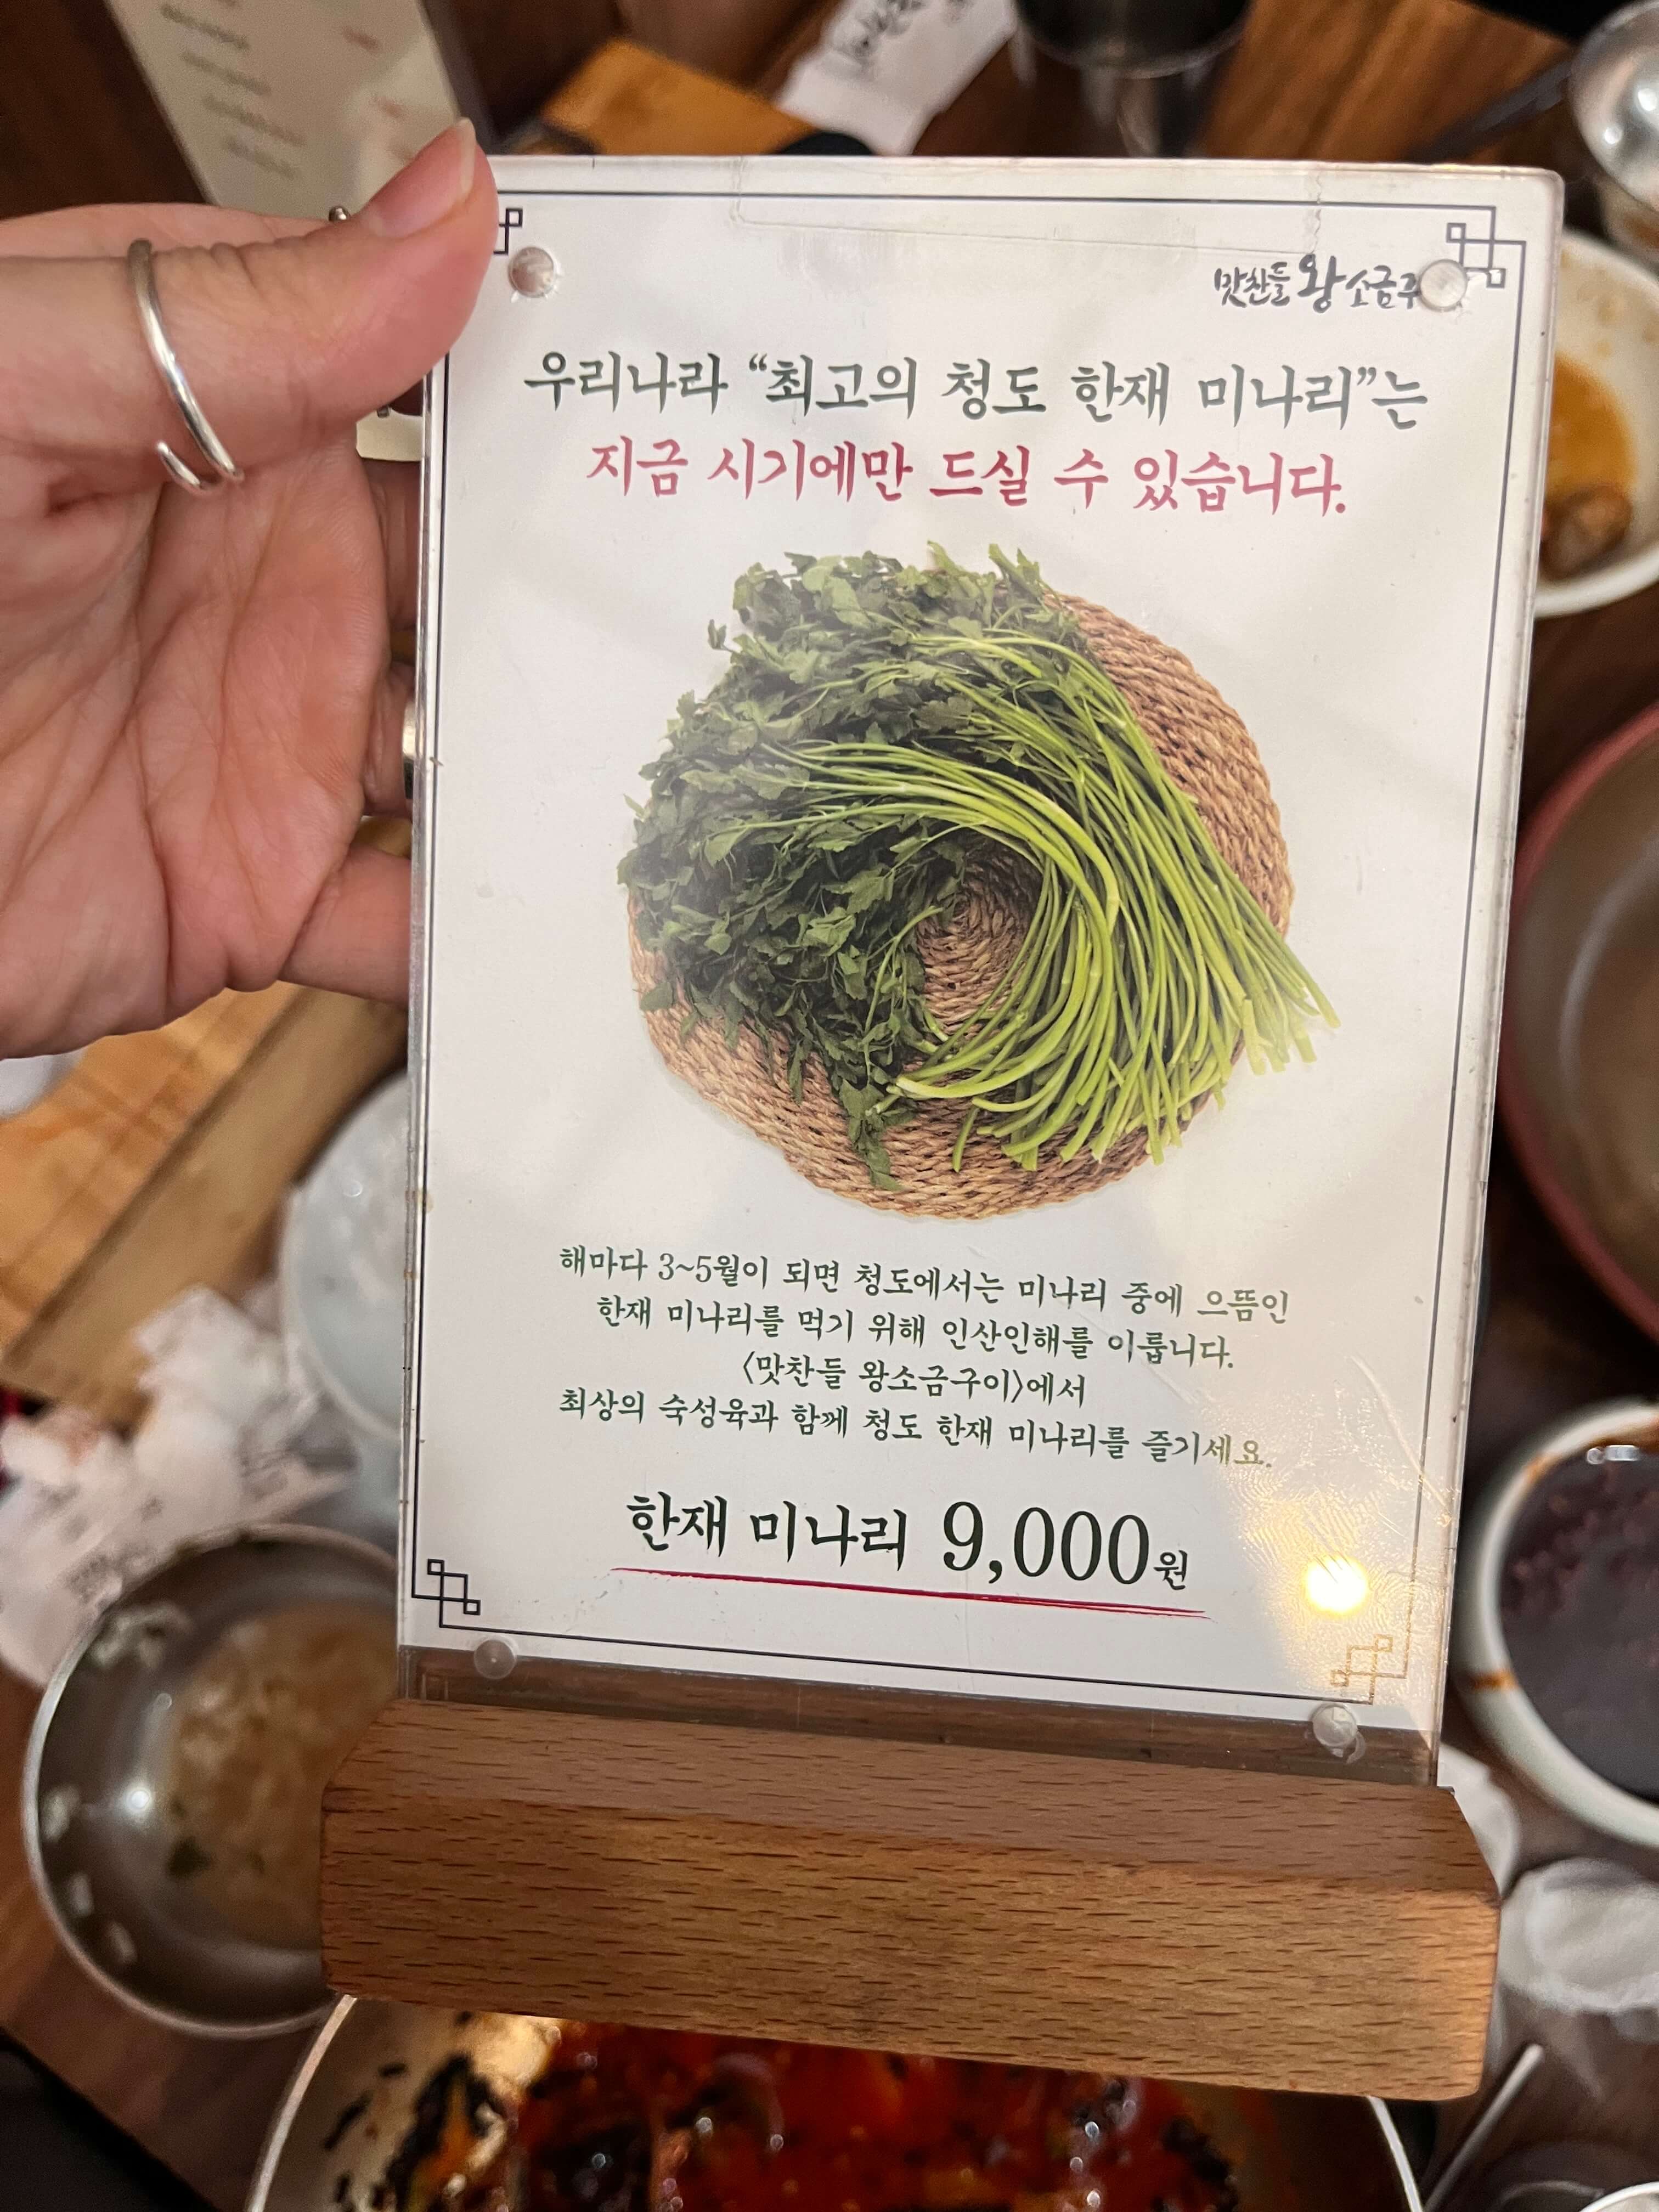 맛찬들 왕소금구
우리나라 “최고의 청도 한재 미나리”는
지금 시기에만 드실 수 있습니다.
해마다 3~5월이 되면 청도에서는 미나리 중에 으뜸인
한재 미나리를 먹기 위해 인산인해를 이룹니다.
〈맛찬들 왕소금구이〉에서
최상의 숙성육과 함께 청도 한재 미나리를 즐기세요.
한재 미나리 9,000원